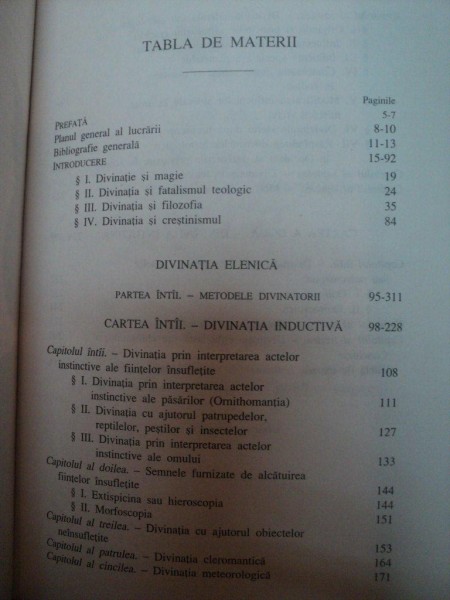 TABLA DE MATERII
Paginile
PREFAȚĂ 5-7
Planul general al lucrării 8-10
Bibliografie generală 11-13
INTRODUCERE 15-92
§ I. Divinație și magie 19
§ II. Divinația și fatalismul teologic 24
§ III. Divinația și filozofia 35
§ IV. Divinația și creștinismul 84
DIVINAȚIA ELENICĂ
PARTEA ÎNTÎI. – METODELE DIVINATORII 95-311
CARTEA ÎNTÎI. – DIVINAȚIA INDUCTIVĂ 98-228
Capitolul întîi. – Divinația prin interpretarea actelor
instinctive ale ființelor însuflețite 108
§ I. Divinația prin interpretarea actelor
instinctive ale păsărilor (Ornithomanția) 111
§ II. Divinația cu ajutorul patrupedelor,
reptilelor, peștilor și insectelor 127
§ III. Divinația prin interpretarea actelor
instinctive ale omului 133
Capitolul al doilea. – Semnele furnizate de alcătuirea
ființelor însuflețite 144
§ I. Extispicina sau hieroscopia 144
§ II. Morfoscopia 151
Capitolul al treilea. – Divinația cu ajutorul obiectelor
neînsuflețite 153
Capitolul al patrulea. – Divinația cleromantică 164
Capitolul al cincilea. – Divinația meteorologică 171